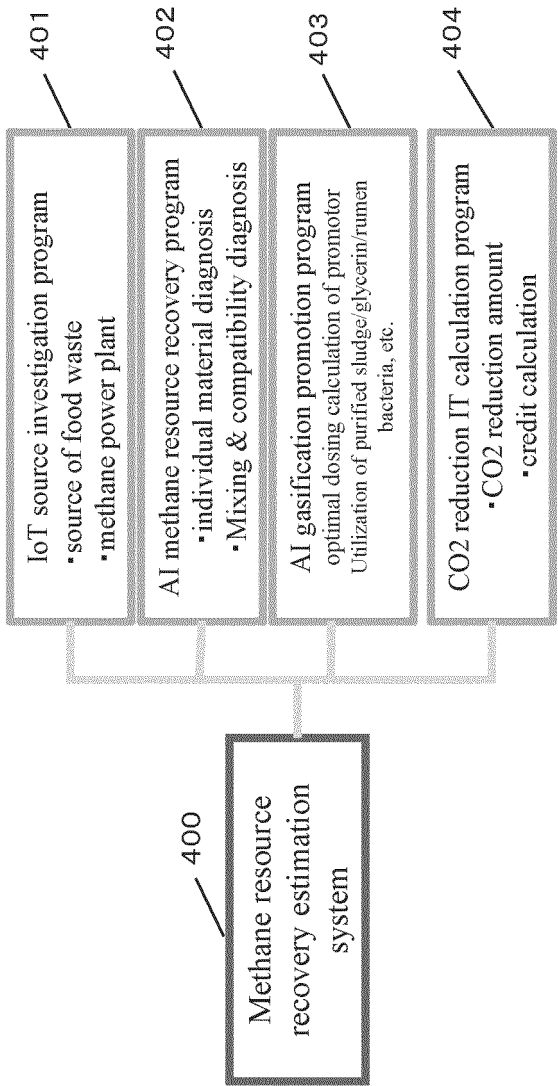 400
Methane resource
recovery estimation
system
401
IoT source investigation program
・source of food waste
・methane power plant
402
AI methane resource recovery program
・individual material diagnosis
・Mixing & compatibility diagnosis
403
AI gasification promotion program
optimal dosing calculation of promotor
Utilization of purified sludge/glycerin/rumen
bacteria, etc.
404
CO2 reduction IT calculation program
・CO2 reduction amount
・credit calculation